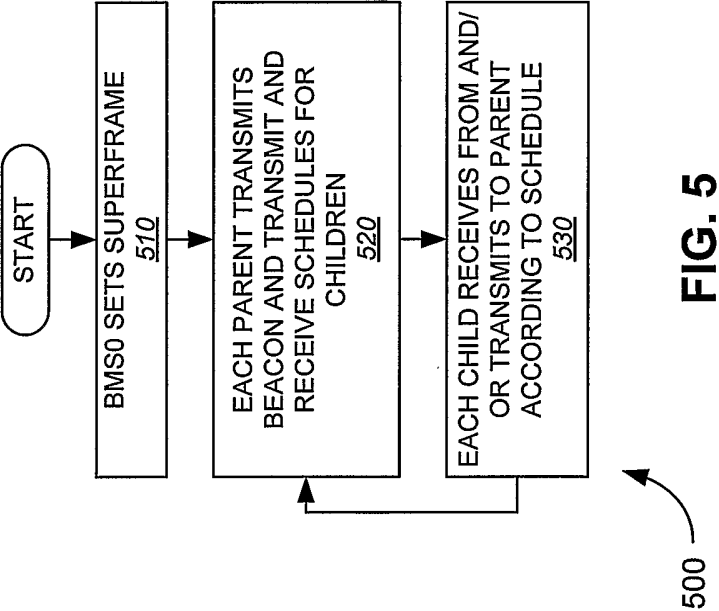 START
BMS0 SETS SUPERFRAME
510
EACH PARENT TRANSMITS
BEACON AND TRANSMIT AND
RECEIVE SCHEDULES FOR
CHILDREN
520
EACH CHILD RECEIVES FROM AND/
OR TRANSMITS TO PARENT
ACCORDING TO SCHEDULE
530
500
FIG. 5